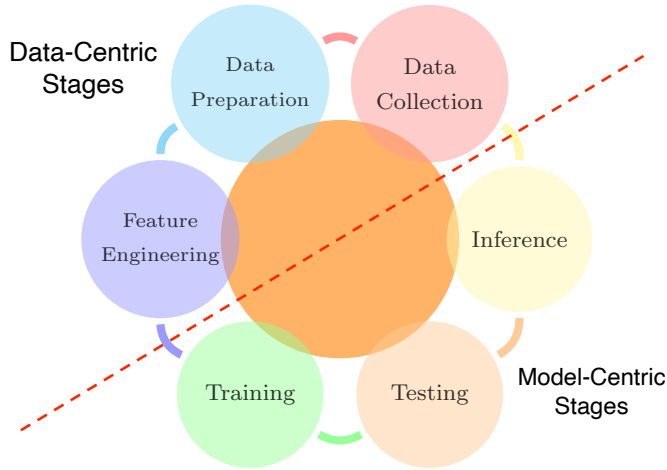 Data-Centric
Stages
Data
Preparation
Data
Collection
Feature
Engineering
Inference
Training
Testing
Model-Centric
Stages